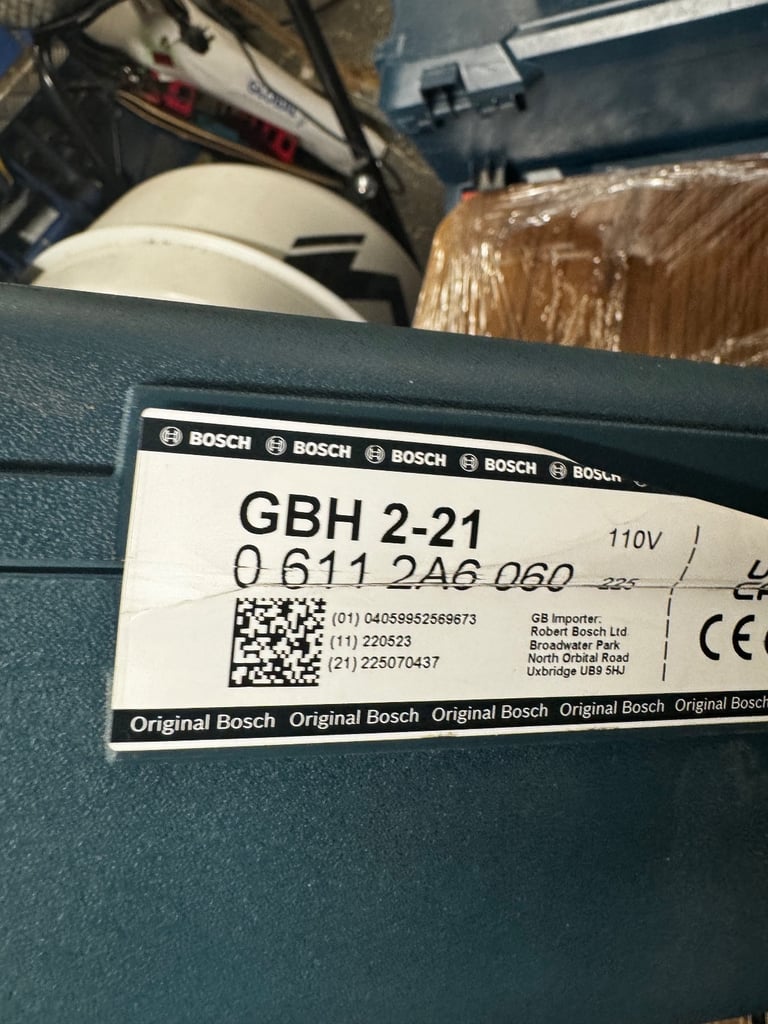 GLOBAL
BOSCH BOSCH BOSCH BOSCH BOSCH
GBH 2-21 110V
0 611 2A6 060 225
(01) 04059952569673
(11) 220523
(21) 225070437
GB Importer:
Robert Bosch Ltd
Broadwater Park
North Orbital Road
Uxbridge UB9 5HJ
CE
Original Bosch Original Bosch Original Bosch Original Bosch Original Bosch